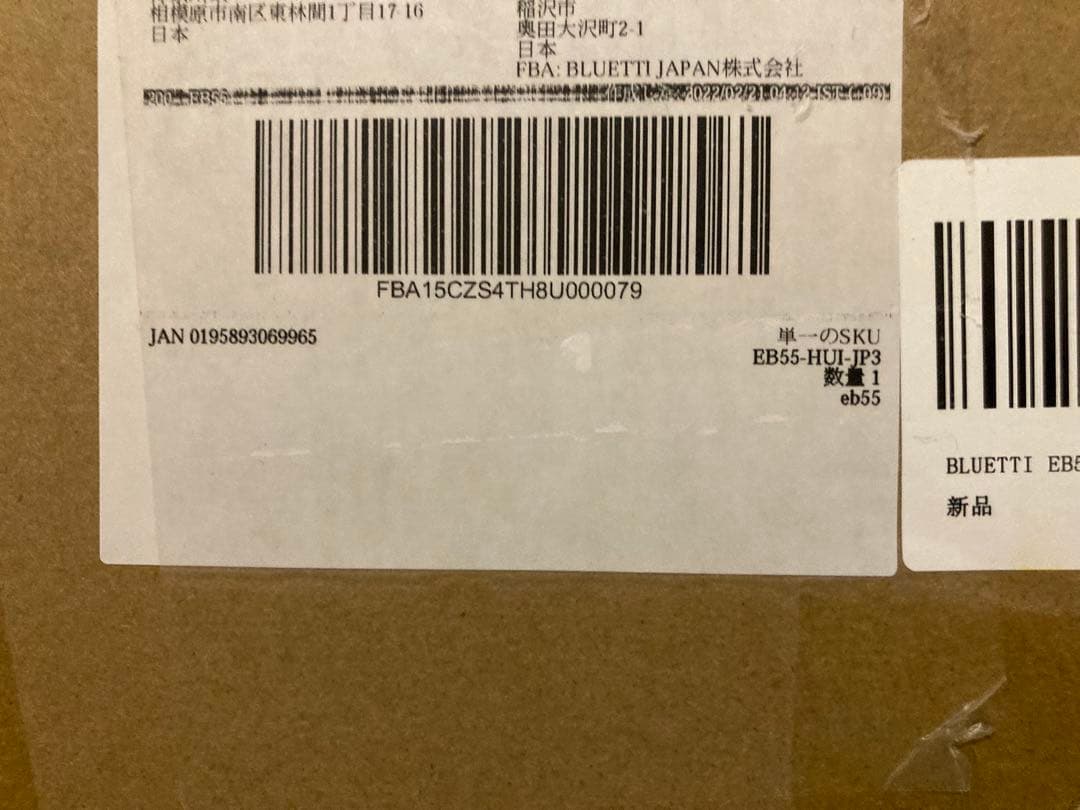 相模原市南区東林間1丁目17-16
日本
稲沢市
奥田大沢町2-1
日本
FBA: BLUETTI JAPAN株式会社
FBA15CZS4TH8U000079
JAN 0195893069965
単一のSKU
EB55-HUI-JP3
数量 1
eb55
BLUETTI
新品